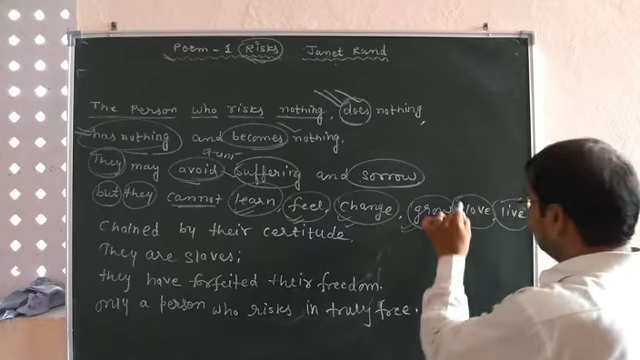 Poem - 1 Risks Janet Rand
The Person who risks nothing, does nothing,
has nothing and becomes nothing.
They may avoid suffering and sorrow
but they cannot learn, feel, change, grow love live
Chained by their certitude,
They are slaves;
they have forfeited their freedom.
only a person who risks in truly free.